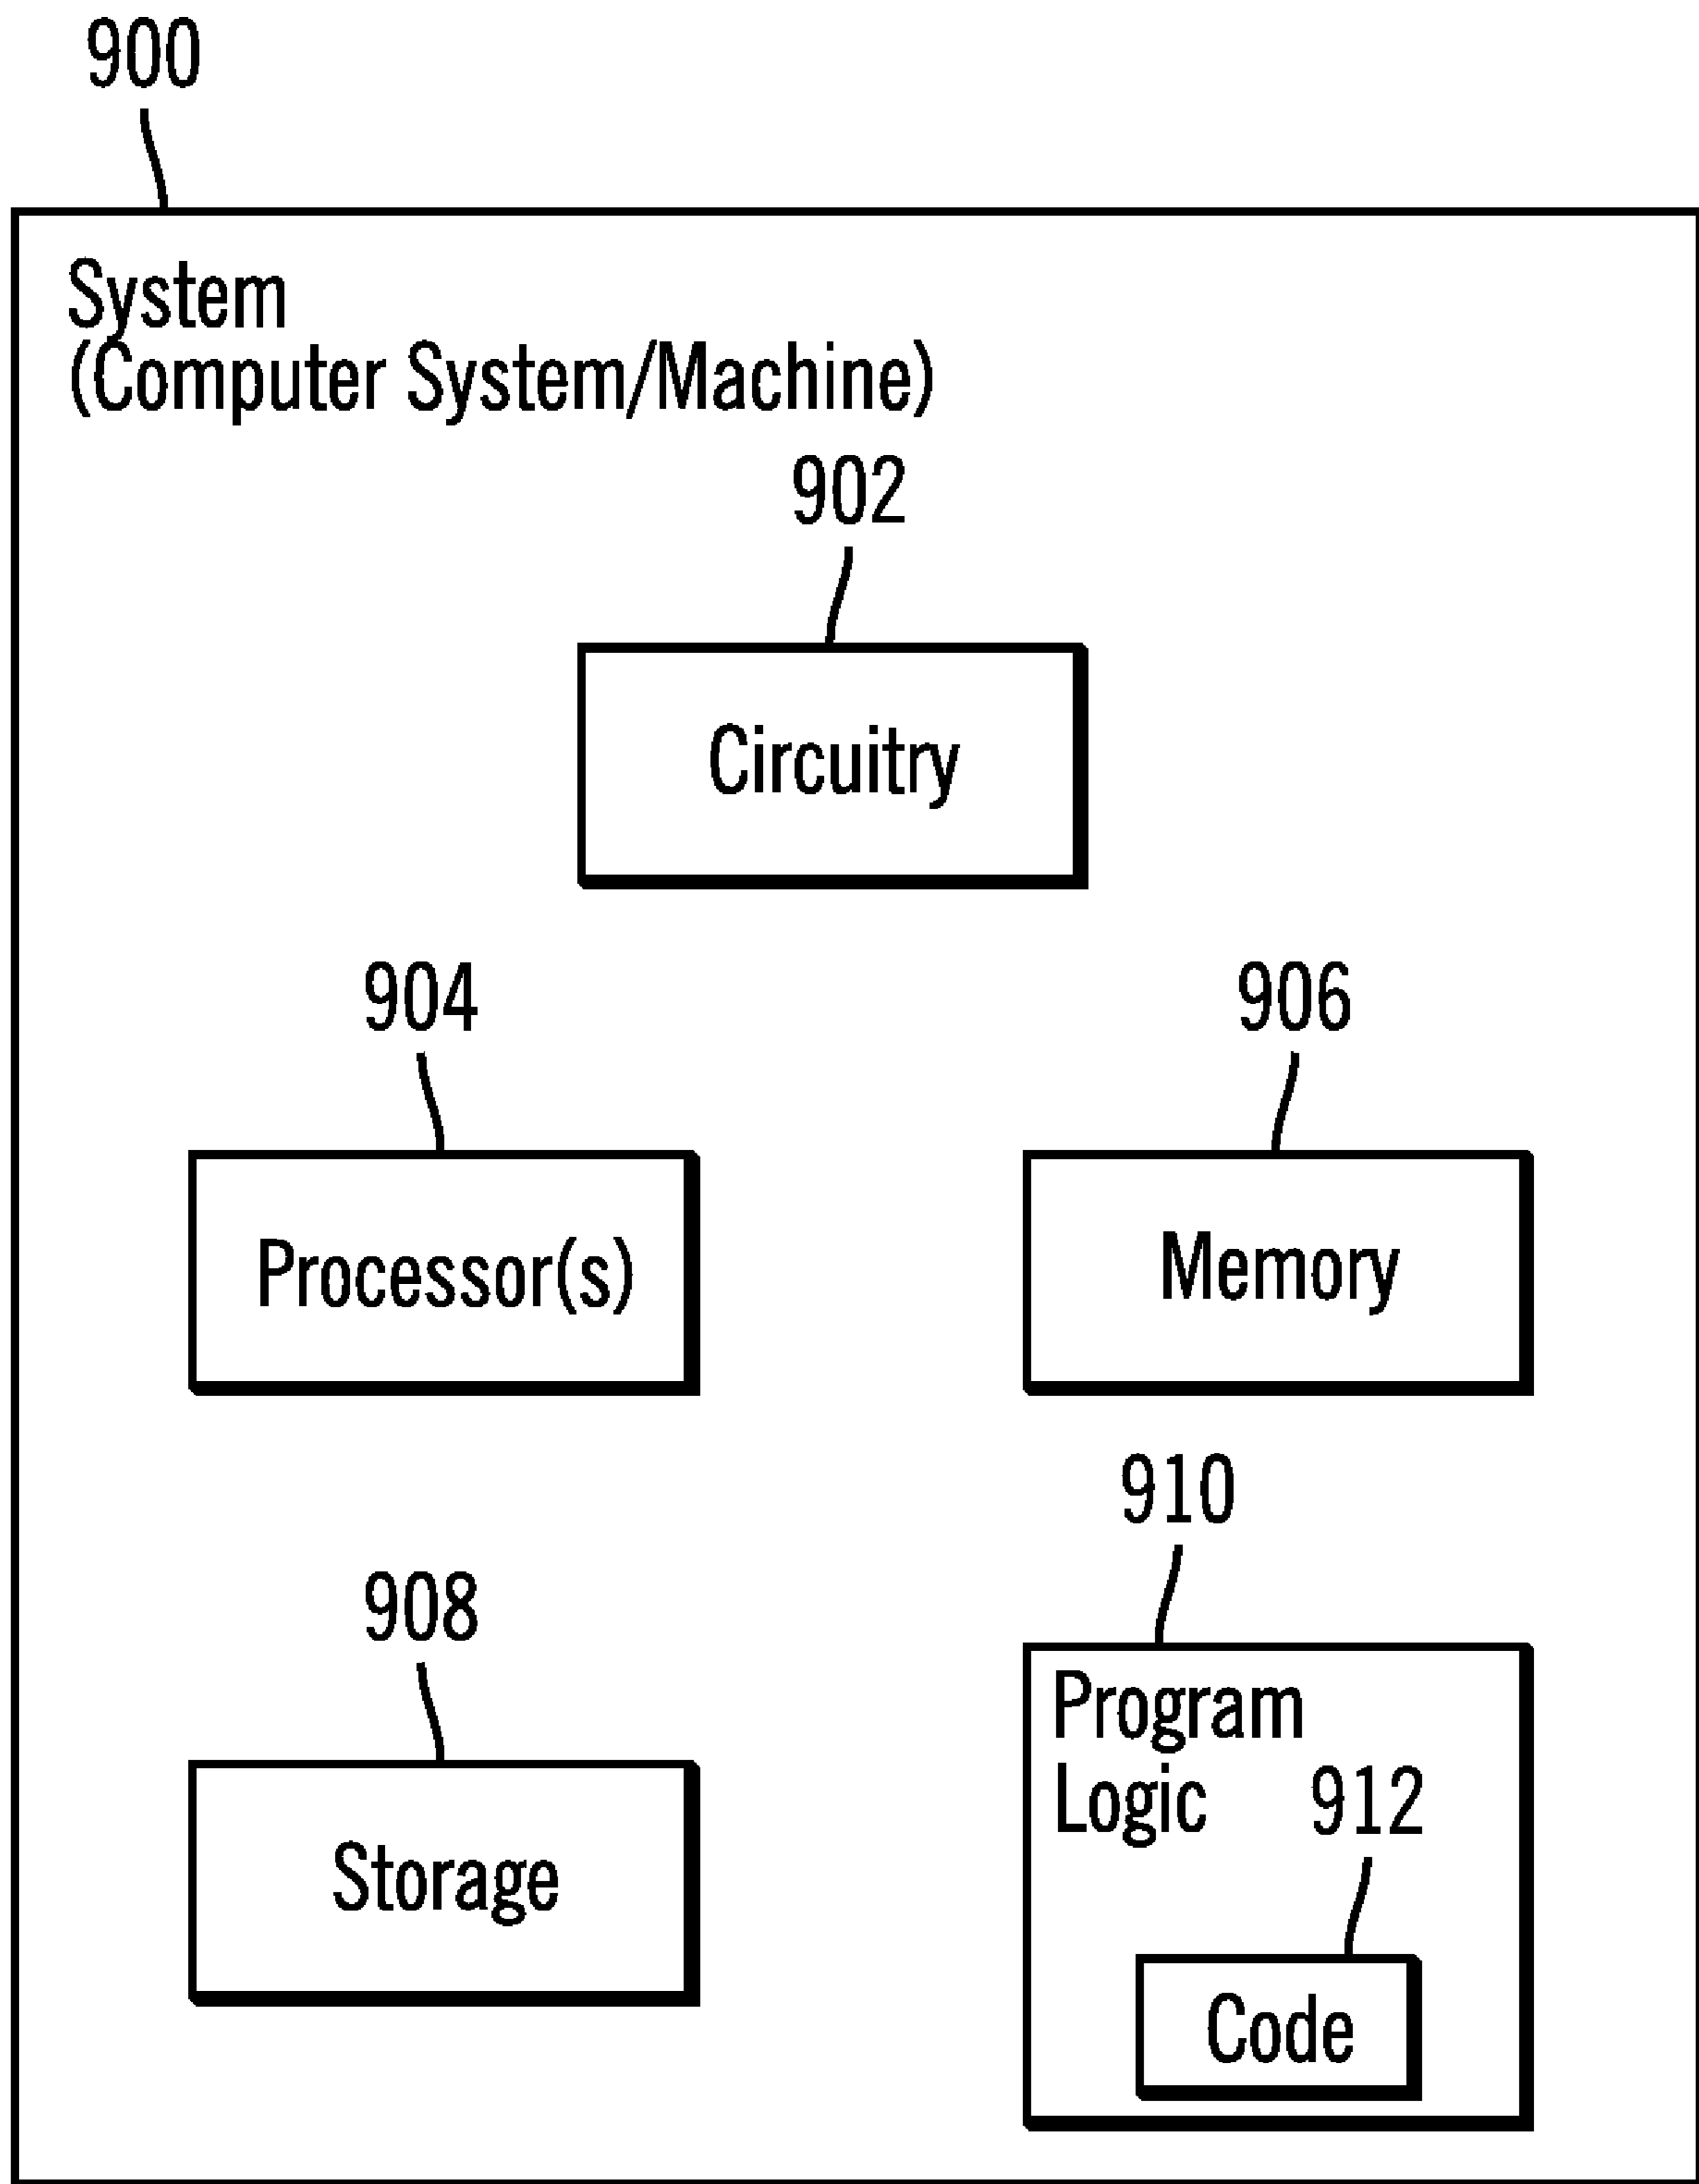 900
System
(Computer System/Machine)
902
Circuitry
904
906
Processor(s)
Memory
910
908
Program
Logic
912
Storage
Code